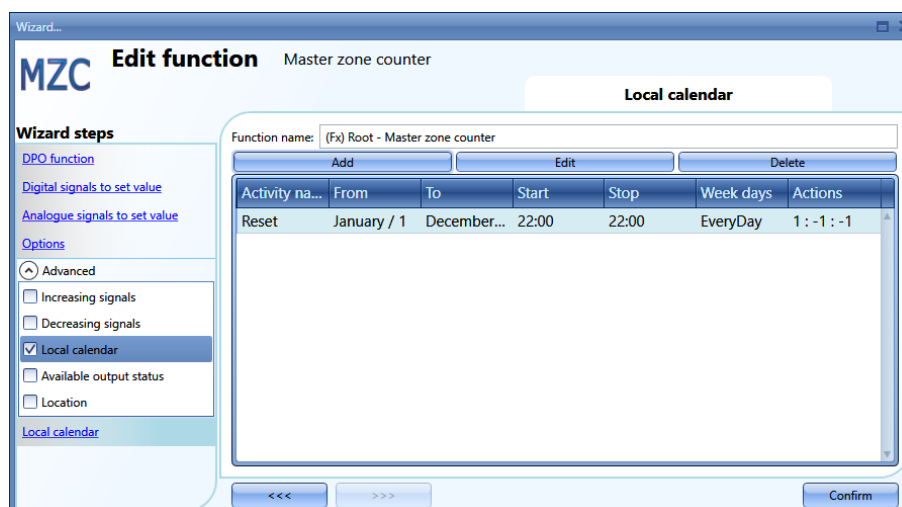 Wizard...
MZC
Edit function Master zone counter
Local calendar
Wizard steps
DPO function
Digital signals to set value
Analogue signals to set value
Options
Advanced
Increasing signals
Decreasing signals
Local calendar
Available output status
Location
Local calendar
Function name: (Fx) Root - Master zone counter
Add Edit Delete
Activity na... From To Start Stop Week days Actions
Reset January / 1 December... 22:00 22:00 EveryDay 1 : -1 : -1
<<< >>> Confirm